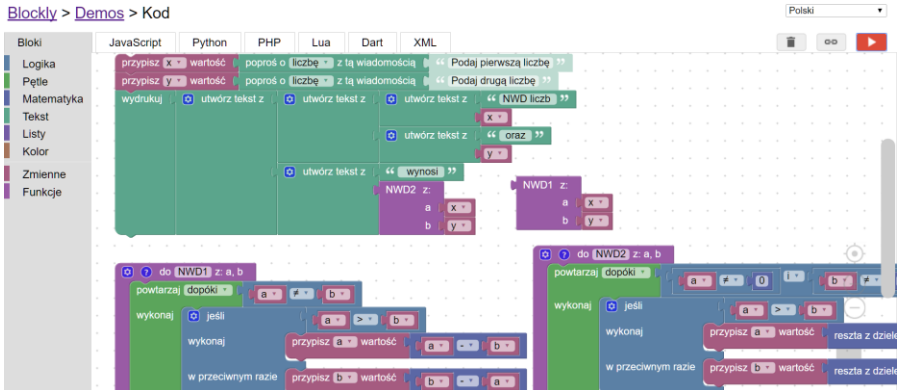 Blockly > Demos > Kod
Polski
Bloki JavaScript Python PHP Lua Dart XML
Logika
Pętle
Matematyka
Tekst
Listy
Kolor
Zmienne
Funkcje
przypisz x wartość poproś o liczbę z tą wiadomością “ Podaj pierwszą liczbę ”
przypisz y wartość poproś o liczbę z tą wiadomością “ Podaj drugą liczbę ”
wydrukuj utwórz tekst z utwórz tekst z utwórz tekst z “ NWD liczb ”
x
utwórz tekst z “ oraz ”
y
utwórz tekst z “ wynosi ”
NWD2 z:
a x
b y
NWD1 z:
a x
b y
? do NWD1 z: a, b
powtarzaj dopóki a ≠ b
wykonaj jeśli a > b
wykonaj przypisz a wartość a - b
w przeciwnym razie przypisz b wartość b - a
? do NWD2 z: a, b
powtarzaj dopóki a ≠ 0 i b ≠
wykonaj jeśli a > b
wykonaj przypisz a wartość reszta z dziele
w przeciwnym razie przypisz b wartość reszta z dziele